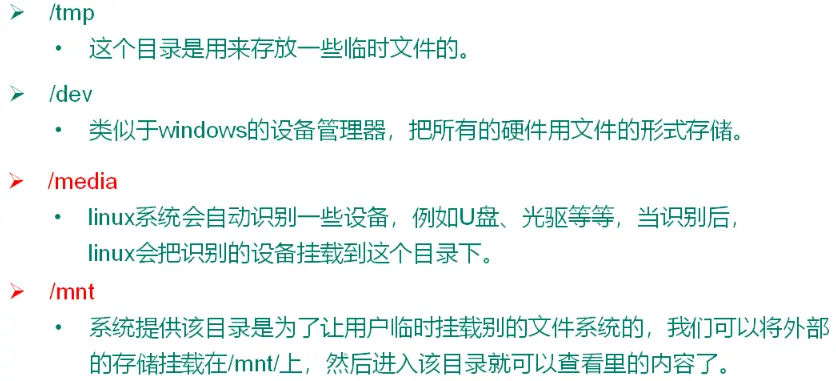 ➢ /tmp
• 这个目录是用来存放一些临时文件的。
➢ /dev
• 类似于windows的设备管理器，把所有的硬件用文件的形式存储。
➢ /media
• linux系统会自动识别一些设备，例如U盘、光驱等等，当识别后，
linux会把识别的设备挂载到这个目录下。
➢ /mnt
• 系统提供该目录是为了让用户临时挂载别的文件系统的，我们可以将外部
的存储挂载在/mnt/上，然后进入该目录就可以查看里的内容了。